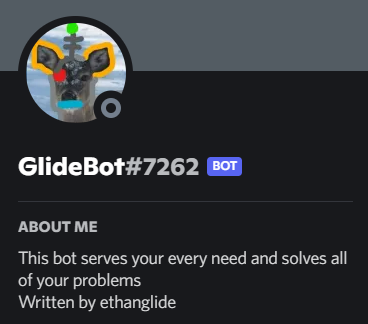 GlideBot#7262 BOT
ABOUT ME
This bot serves your every need and solves all
of your problems
Written by ethanglide